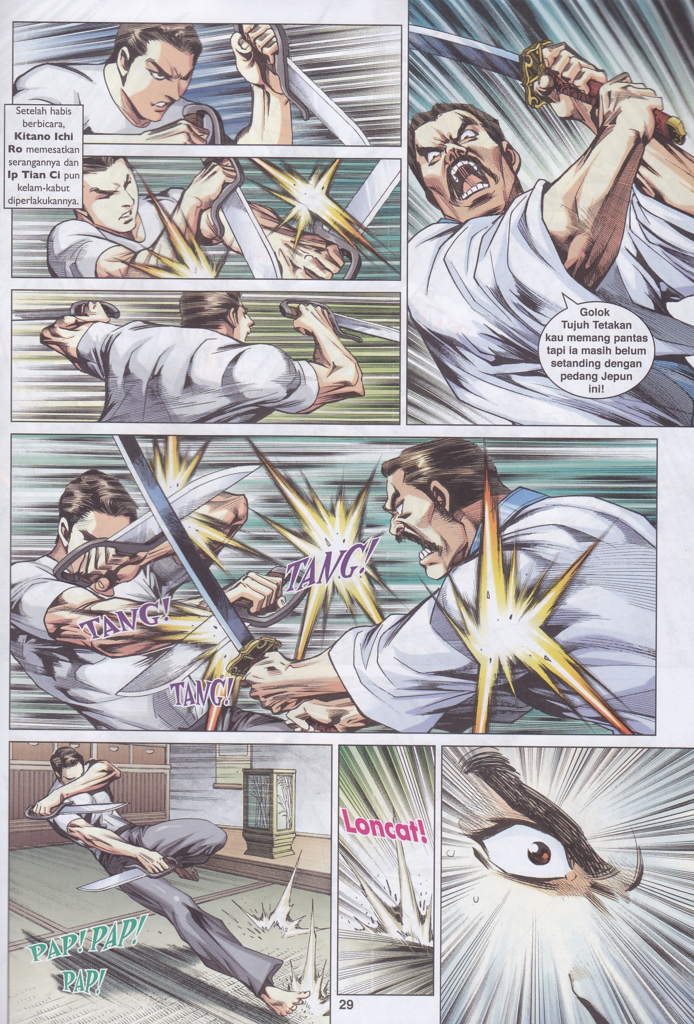 Setelah habis
berbicara,
Kitano Ichi
Ro memesatkan
serangannya dan
Ip Tian Ci pun
kelam-kabut
diperlakukannya.
Golok
Tujuh Tetakan
kau memang pantas
tapi ia masih belum
setanding dengan
pedang Jepun
ini!
TANG!
TANG!
TANG!
PAP! PAP!
PAP!
Loncat!
29